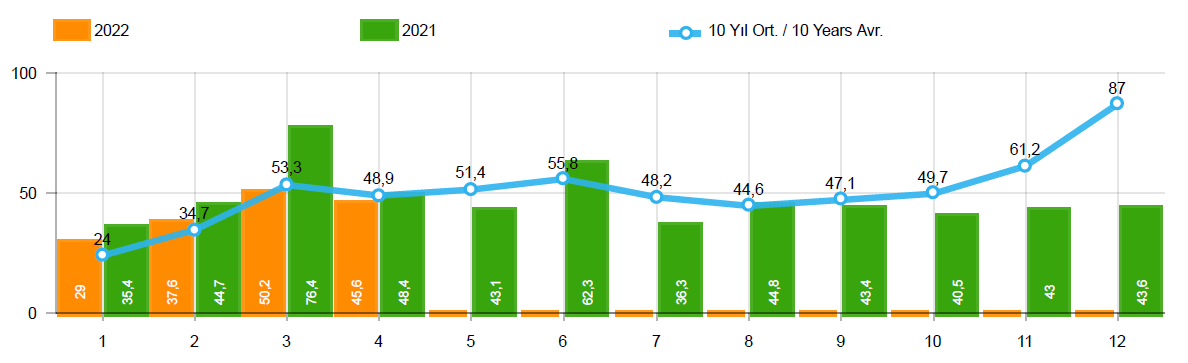 2022 2021 10 Yıl Ort. / 10 Years Avr.
100
50
0
24 34,7 53,3 48,9 51,4 55,8 48,2 44,6 47,1 49,7 61,2 87
29 35,4 37,6 44,7 50,2 76,4 45,6 48,4 43,1 62,3 36,3 44,8 43,4 40,5 43 43,6
1 2 3 4 5 6 7 8 9 10 11 12